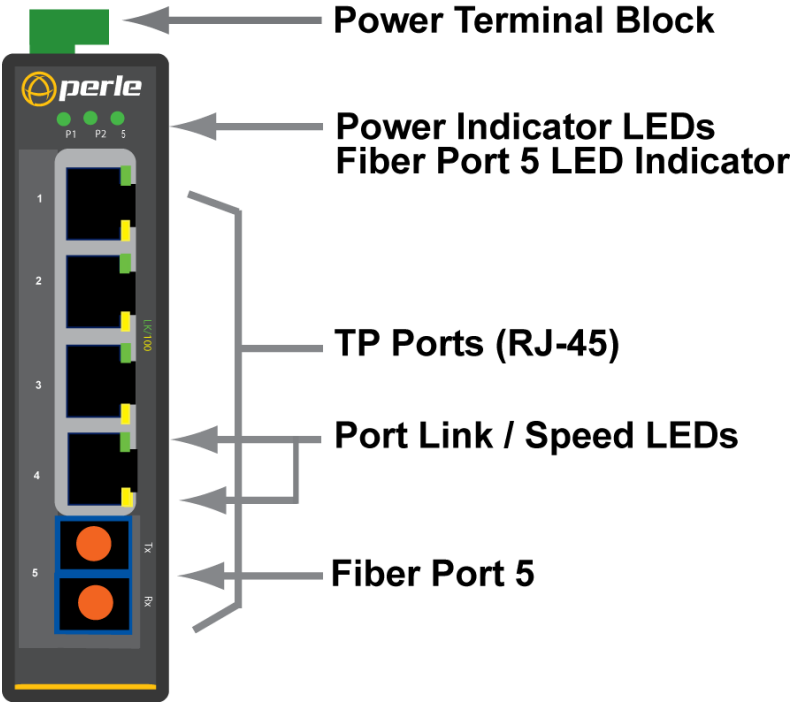 Power Terminal Block
perle
P1 P2 5
Power Indicator LEDs
Fiber Port 5 LED Indicator
1
2
LK/100
3
TP Ports (RJ-45)
4
Port Link / Speed LEDs
5
Tx
Rx
Fiber Port 5